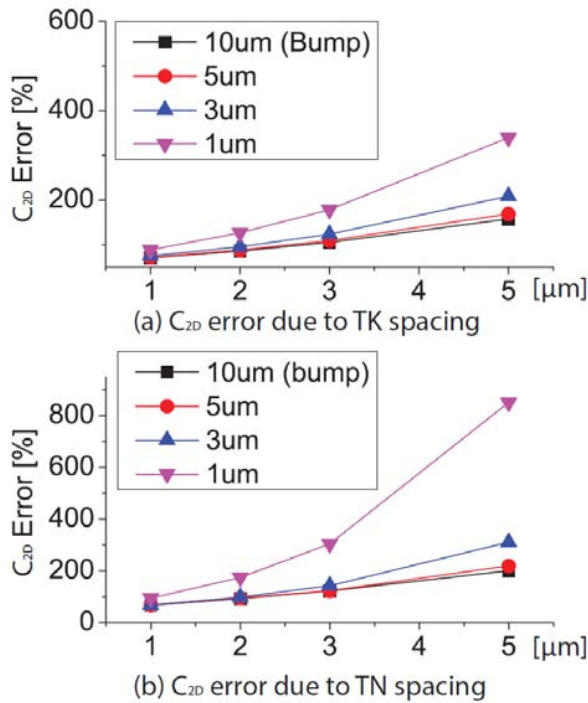 600
400
200
C2D Error [%]
10um (Bump)
5um
3um
1um
1 2 3 4 5 [µm]
(a) C2D error due to TK spacing
800
600
400
200
0
C2D Error [%]
10um (bump)
5um
3um
1um
1 2 3 4 5 [µm]
(b) C2D error due to TN spacing